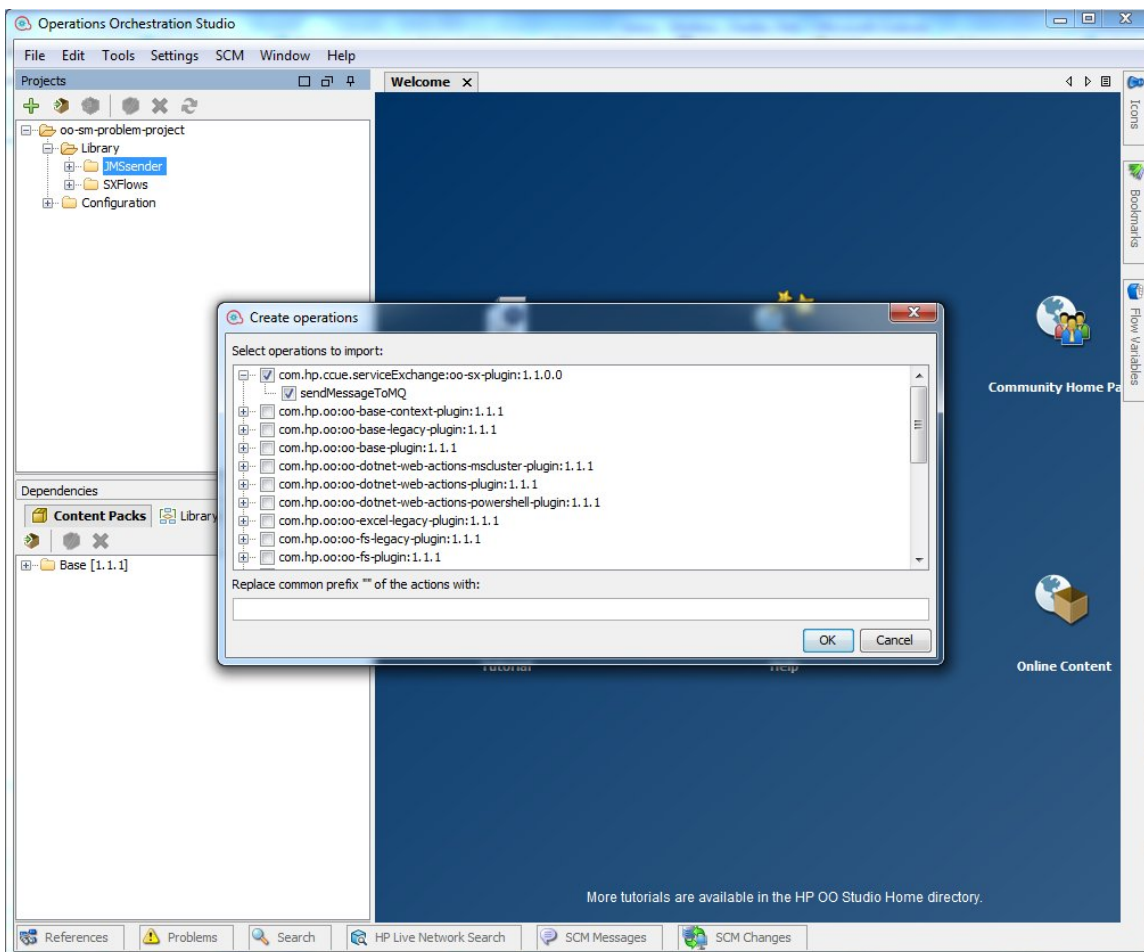 Operations Orchestration Studio
File Edit Tools Settings SCM Window Help
Projects
Welcome
oo-sm-problem-project
Library
JMSsender
SXFlows
Configuration
Icons
Bookmarks
Flow Variables
Create operations
Select operations to import:
com.hp.ccue.serviceExchange:oo-sx-plugin:1.1.0.0
sendMessageToMQ
com.hp.oo:oo-base-context-plugin:1.1.1
com.hp.oo:oo-base-legacy-plugin:1.1.1
com.hp.oo:oo-base-plugin:1.1.1
com.hp.oo:oo-dotnet-web-actions-mscluster-plugin:1.1.1
com.hp.oo:oo-dotnet-web-actions-plugin:1.1.1
com.hp.oo:oo-dotnet-web-actions-powershell-plugin:1.1.1
com.hp.oo:oo-excel-legacy-plugin:1.1.1
com.hp.oo:oo-fs-legacy-plugin:1.1.1
com.hp.oo:oo-fs-plugin:1.1.1
Replace common prefix "" of the actions with:
OK Cancel
Community Home Pa
Dependencies
Content Packs Library
Base [1.1.1]
Tutorial Help Online Content
More tutorials are available in the HP OO Studio Home directory.
References Problems Search HP Live Network Search SCM Messages SCM Changes